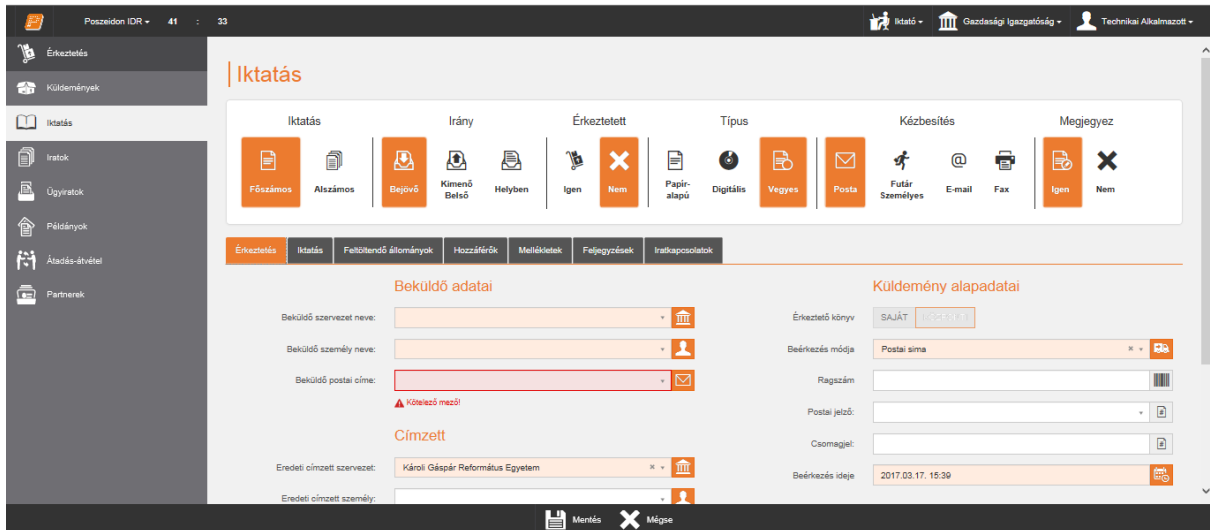 Poszeidon IDR 41 : 33
Iktató Gazdasági Igazgatóság Technikai Alkalmazott
Érkeztetés
Küldemények
Iktatás
Iratok
Ügyiratok
Példányok
Átadás-átvétel
Partnerek
Iktatás
Iktatás Irány Érkeztetett Típus Kézbesítés Megjegyez
Főszámos Alszámos Bejövő Kimenő Belső Helyben Igen Nem Papír-alapú Digitális Vegyes Posta Futár Személyes E-mail Fax Igen Nem
Érkeztetés Iktatás Feltöltendő állományok Hozzáférők Mellékletek Feljegyzések Iratkapcsolatok
Beküldő adatai
Beküldő szervezet neve:
Beküldő személy neve:
Beküldő postai címe:
Kötelező mező!
Címzett
Eredeti címzett szervezet: Károli Gáspár Református Egyetem
Eredeti címzett személy:
Küldemény alapadatai
Érkeztető könyv SAJÁT
Beérkezés módja Postai sima
Ragszám
Postai jelző:
Csomagjel:
Beérkezés ideje 2017.03.17. 15:39
Mentés Mégse